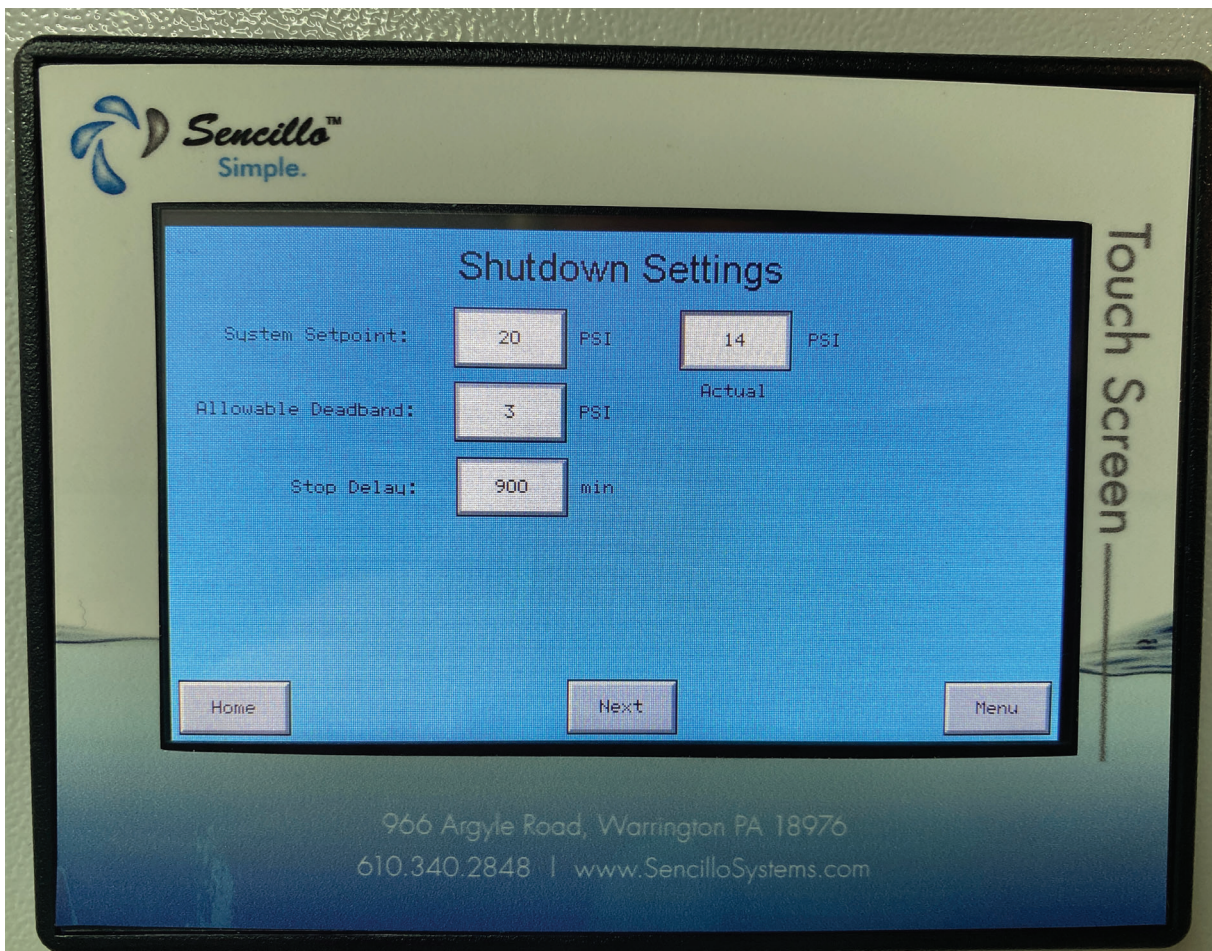 Sencillo™
Simple.
Touch Screen
Shutdown Settings
System Setpoint: 20 PSI 14 PSI
Actual
Allowable Deadband: 3 PSI
Stop Delay: 900 min
Home Next Menu
966 Argyle Road, Warrington PA 18976
610.340.2848 | www.SencilloSystems.com